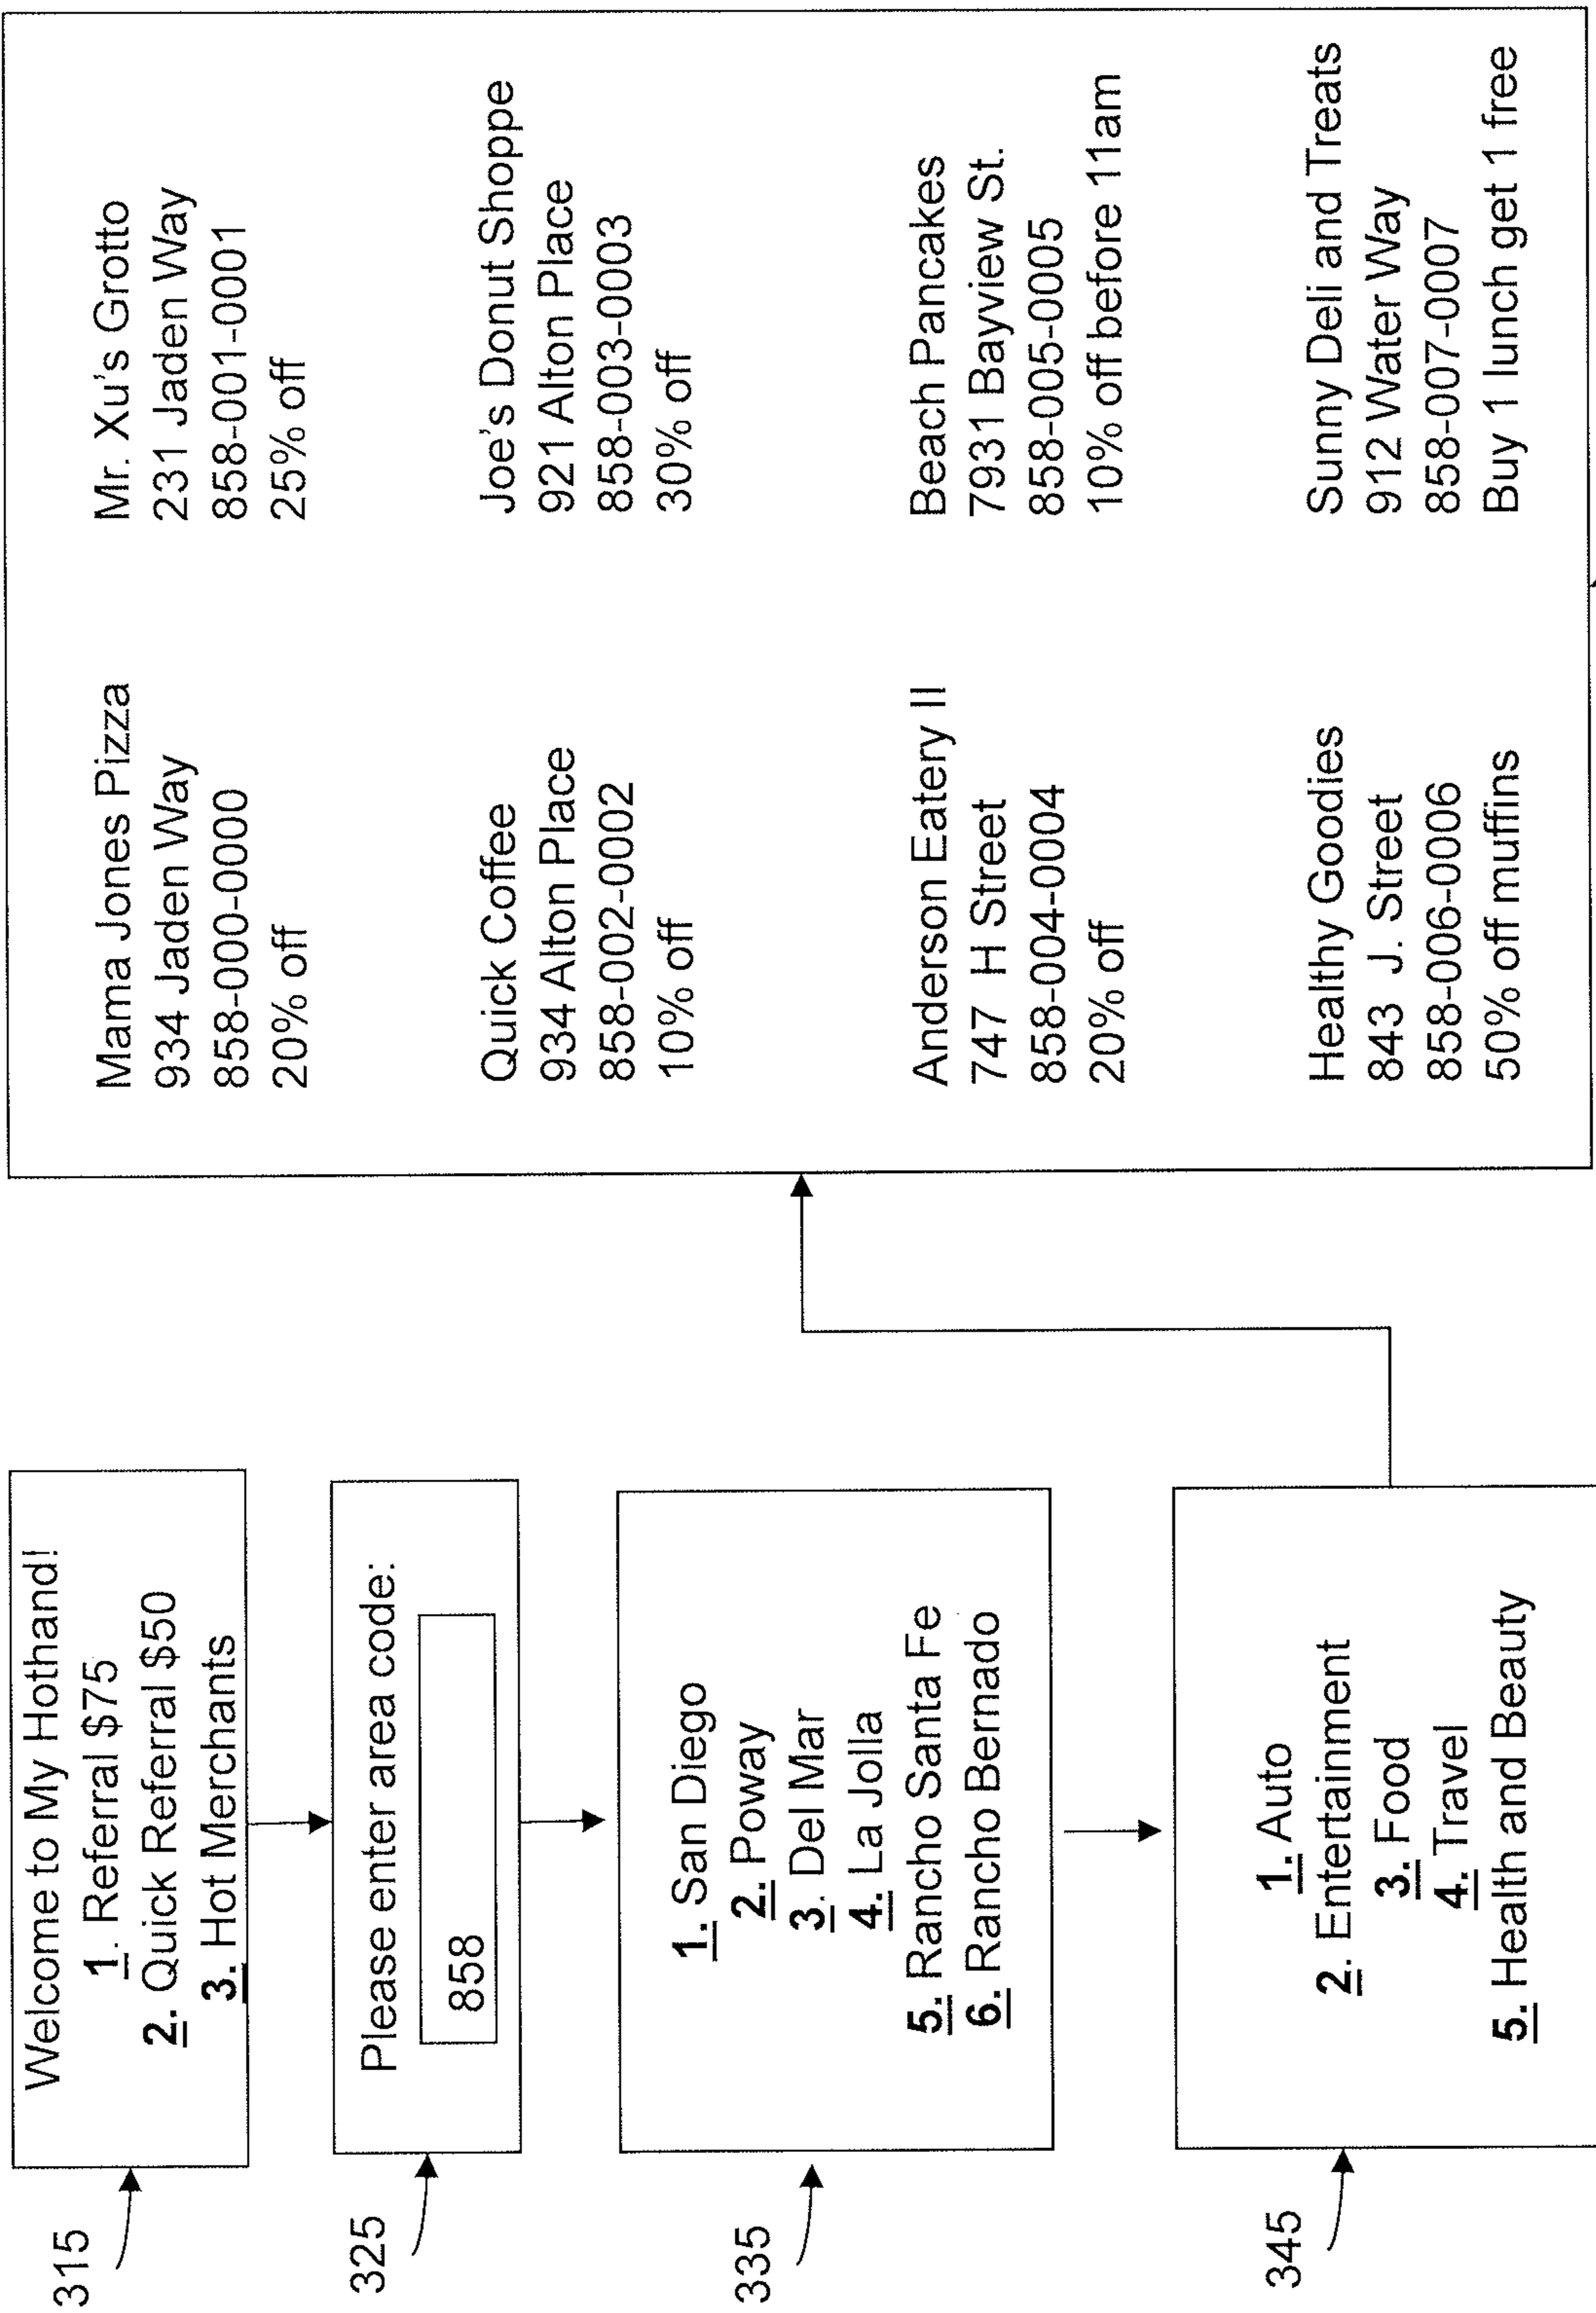 315
Welcome to My Hothand!
1. Referral $75
2. Quick Referral $50
3. Hot Merchants
325
Please enter area code:
858
335
1. San Diego
2. Poway
3. Del Mar
4. La Jolla
5. Rancho Santa Fe
6. Rancho Bernado
345
1. Auto
2. Entertainment
3. Food
4. Travel
5. Health and Beauty
Mama Jones Pizza
934 Jaden Way
858-000-0000
20% off
Mr. Xu's Grotto
231 Jaden Way
858-001-0001
25% off
Quick Coffee
934 Alton Place
858-002-0002
10% off
Joe's Donut Shoppe
921 Alton Place
858-003-0003
30% off
Anderson Eatery II
747 H Street
858-004-0004
20% off
Beach Pancakes
7931 Bayview St.
858-005-0005
10% off before 11am
Healthy Goodies
843 J. Street
858-006-0006
50% off muffins
Sunny Deli and Treats
912 Water Way
858-007-0007
Buy 1 lunch get 1 free